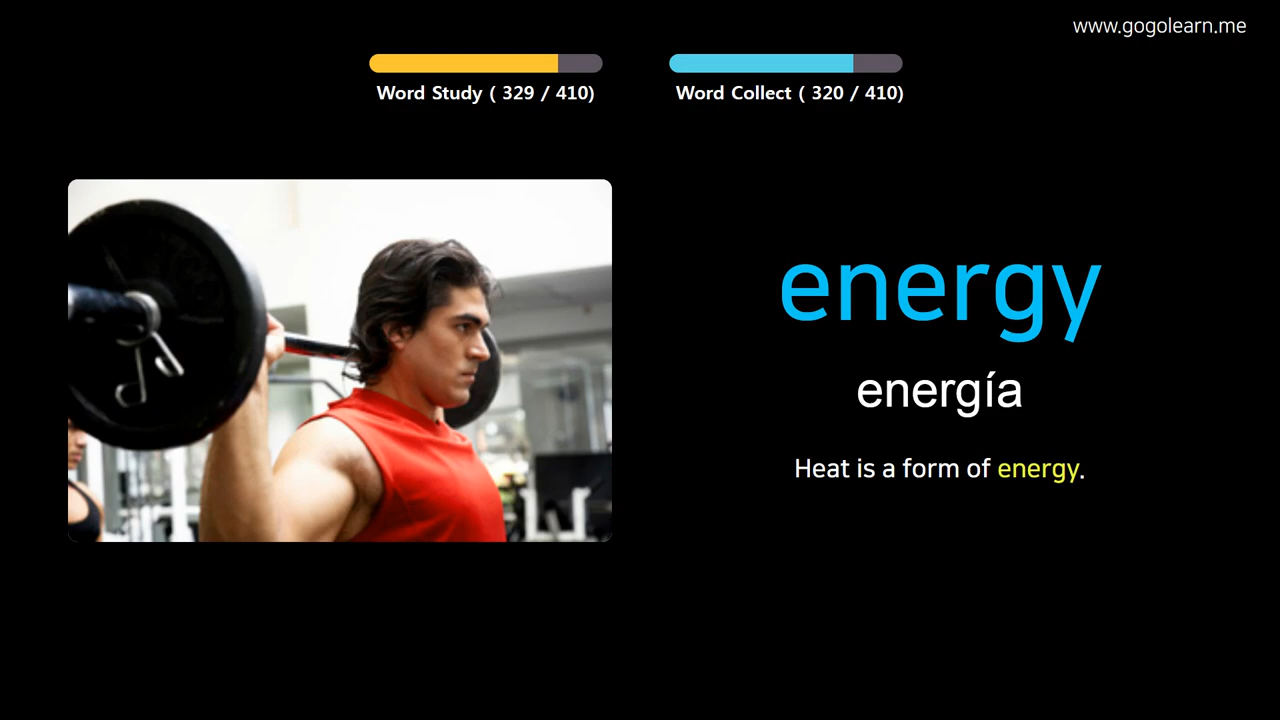 www.gogolearn.me
Word Study ( 329 / 410)
Word Collect ( 320 / 410)
energy
energía
Heat is a form of energy.